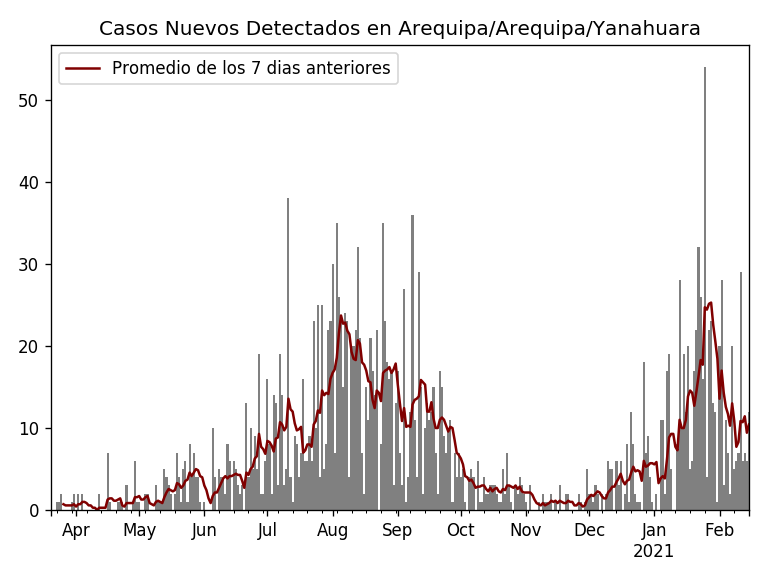 Casos Nuevos Detectados en Arequipa/Arequipa/Yanahuara
Promedio de los 7 dias anteriores
50
40
30
20
10
0
Apr May Jun Jul Aug Sep Oct Nov Dec Jan Feb
2021